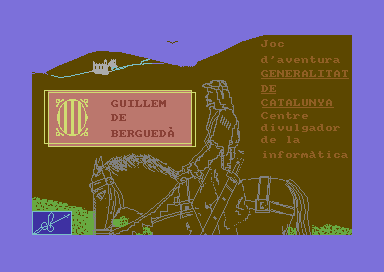 GUILLEM
DE
BERGUEDÀ
Joc
d'aventura
GENERALITAT
DE
CATALUNYA
Centre
divulgador
de la
informàtica